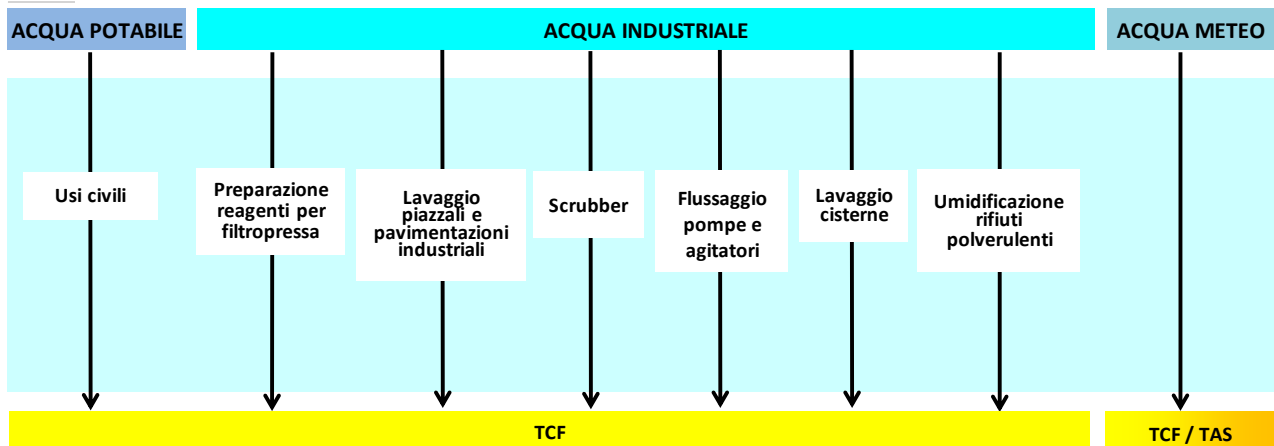 ACQUA POTABILE
ACQUA INDUSTRIALE
ACQUA METEO
Usi civili
Preparazione
reagenti per
filtropressa
Lavaggio
piazzali e
pavimentazioni
industriali
Scrubber
Flussaggio
pompe e
agitatori
Lavaggio
cisterne
Umidificazione
rifiuti
polverulenti
TCF
TCF / TAS